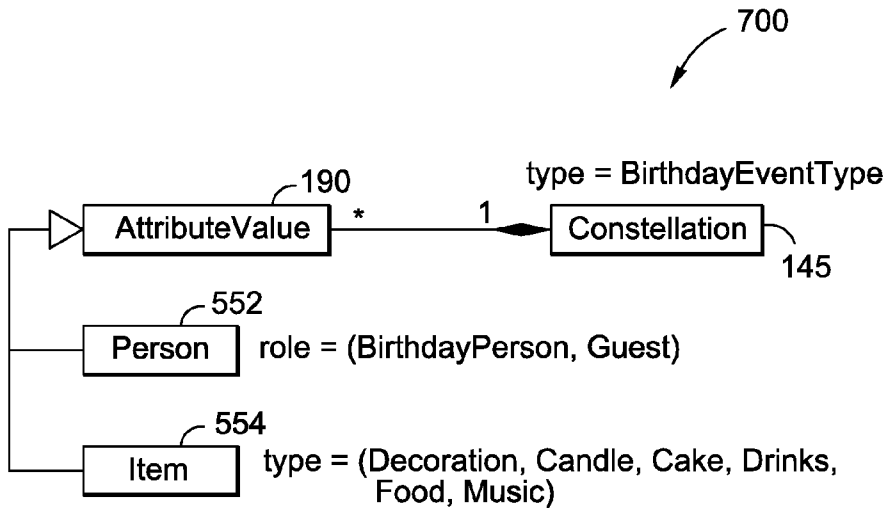 700
type = BirthdayEventType
190
AttributeValue
*
1
Constellation
145
552
Person
role = (BirthdayPerson, Guest)
554
Item
type = (Decoration, Candle, Cake, Drinks,
Food, Music)